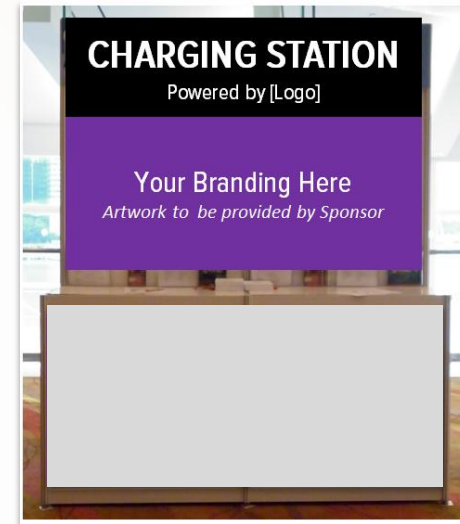 CHARGING STATION
Powered by [Logo]
Your Branding Here
Artwork to be provided by Sponsor